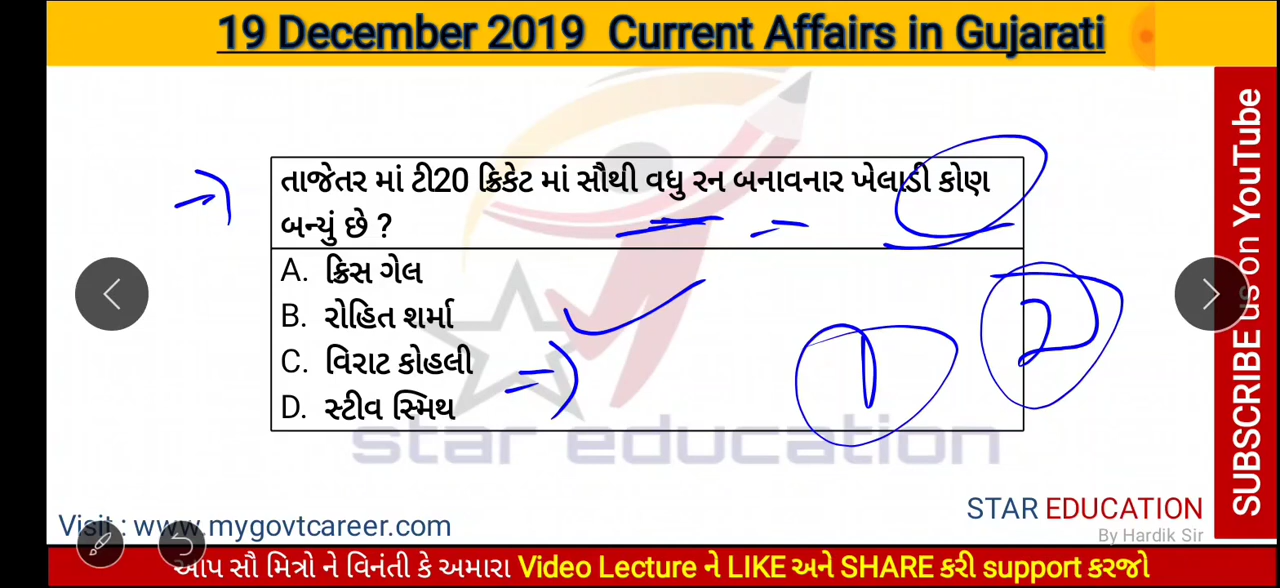 19 December 2019 Current Affairs in Gujarati
તાજેતર માં ટી20 ક્રિકેટ માં સૌથી વધુ રન બનાવનાર ખેલાડી કોણ
બન્યું છે ?
A. ક્રિસ ગેલ
B. રોહિત શર્મા
C. વિરાટ કોહલી
D. સ્ટીવ સ્મિથ
1
2
star education
SUBSCRIBE us on YouTube
STAR EDUCATION
By Hardik Sir
Visit : www.mygovtcareer.com
આપ સૌ મિત્રો ને વિનંતી કે અમારા Video Lecture ને LIKE અને SHARE કરી support કરજો